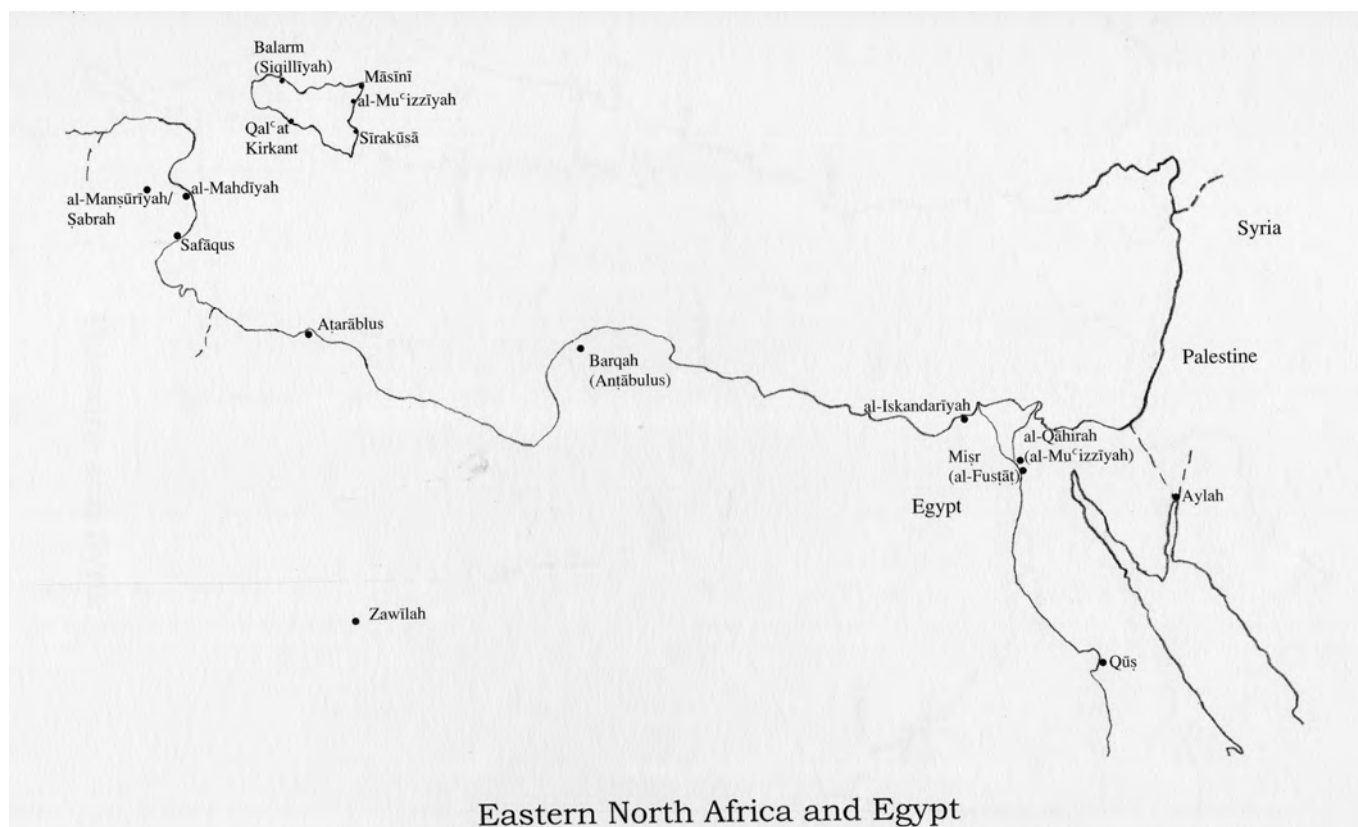 Balarm
(Siqillīyah)
Māsīnī
al-Muᶜizzīyah
Qalᶜat
Kirkant
Sīrakūsā
al-Manṣūrīyah/
Ṣabrah
al-Mahdīyah
Safāqus
Syria
Aṭarāblus
Barqah
(Anṭābulus)
Palestine
al-Iskandarīyah
al-Qāhirah
(al-Muᶜizzīyah)
Miṣr
(al-Fusṭāṭ)
Egypt
Aylah
Zawīlah
Qūṣ
Eastern North Africa and Egypt